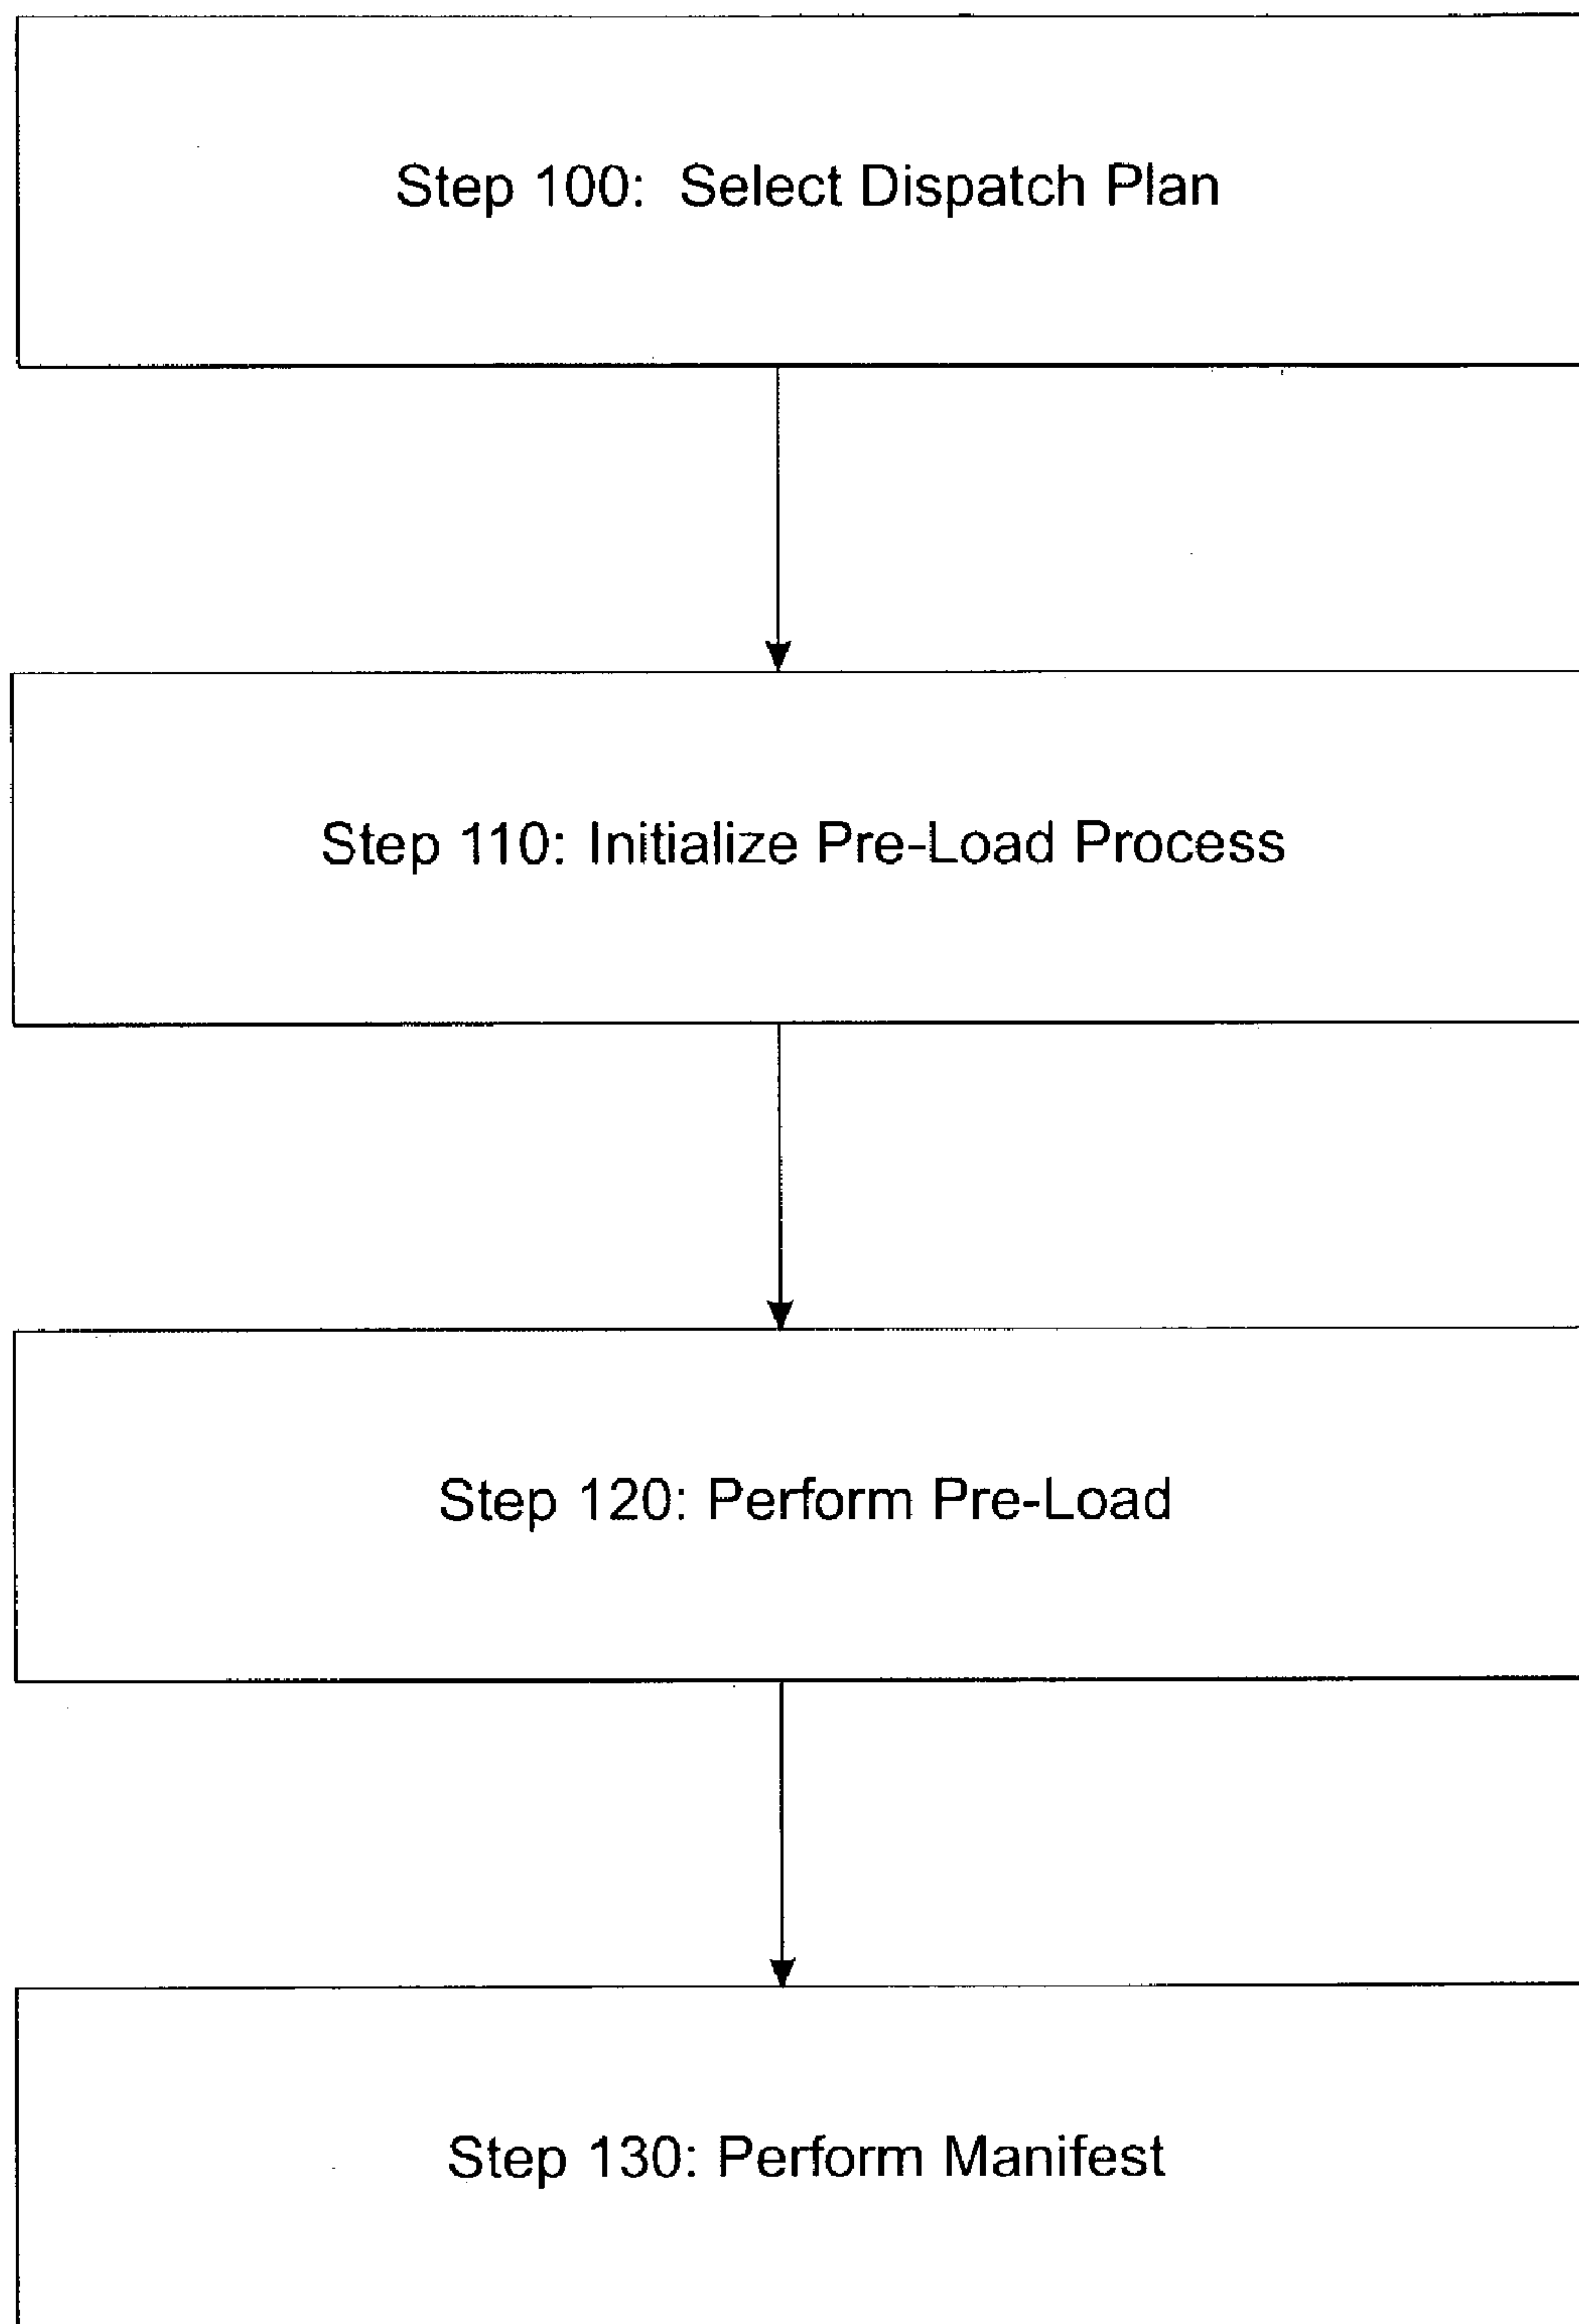 Step 100: Select Dispatch Plan
Step 110: Initialize Pre-Load Process
Step 120: Perform Pre-Load
Step 130: Perform Manifest